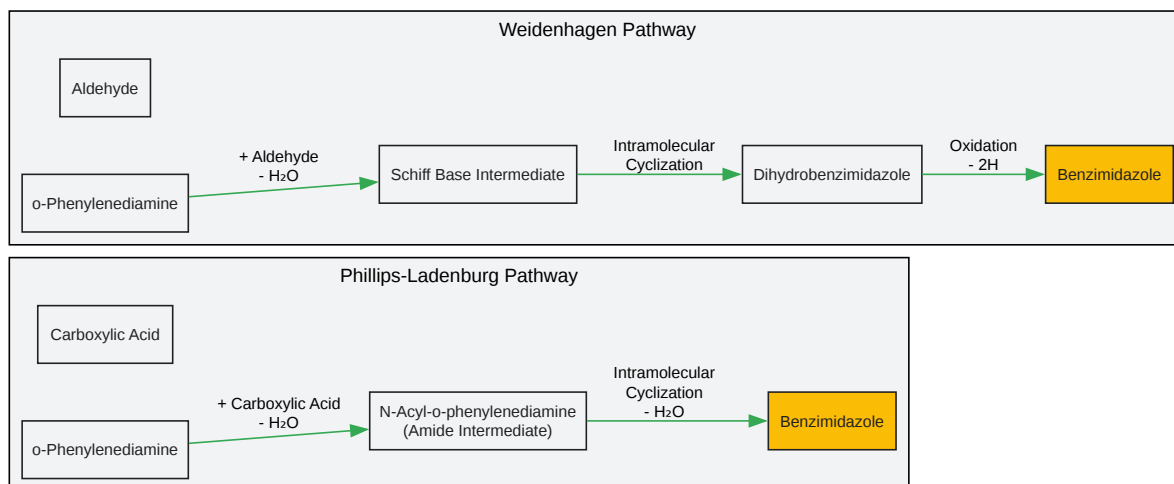 Weidenhagen Pathway
Aldehyde
o-Phenylenediamine
+ Aldehyde
- H₂O
Schiff Base Intermediate
Intramolecular
Cyclization
Dihydrobenzimidazole
Oxidation
- 2H
Benzimidazole
Phillips-Ladenburg Pathway
Carboxylic Acid
o-Phenylenediamine
+ Carboxylic Acid
- H₂O
N-Acyl-o-phenylenediamine
(Amide Intermediate)
Intramolecular
Cyclization
- H₂O
Benzimidazole